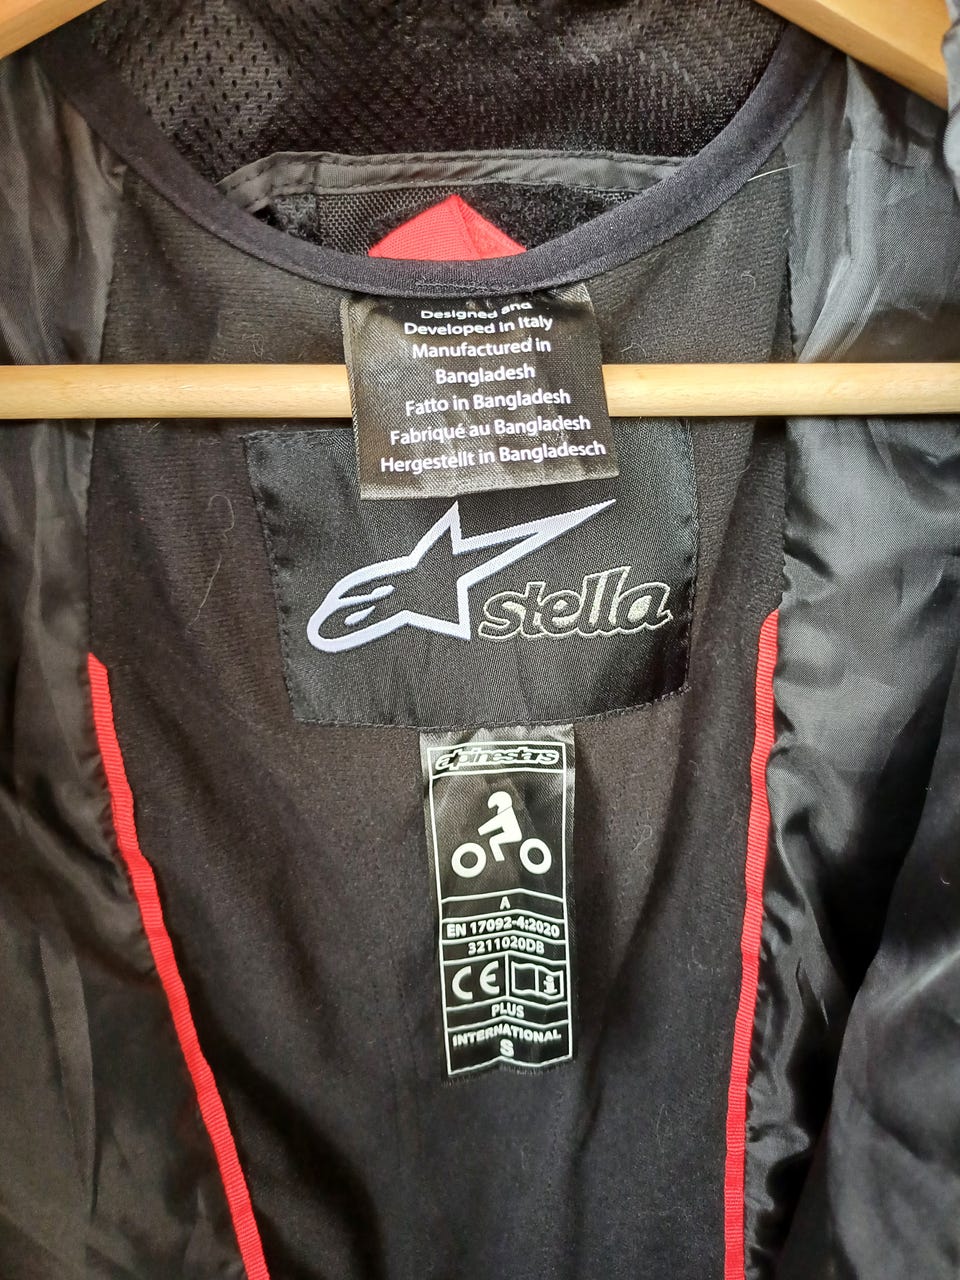 Designed and
Developed in Italy
Manufactured in
Bangladesh
Fatto in Bangladesh
Fabriqué au Bangladesh
Hergestellt in Bangladesch
stella
alpinestars
A
EN 17092-4:2020
3211020DB
CE i
PLUS
INTERNATIONAL
S